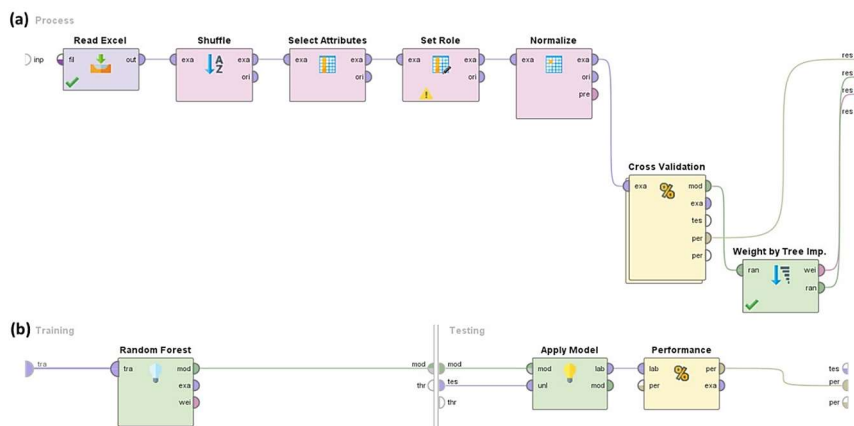 (a) Process
Read Excel Shuffle Select Attributes Set Role Normalize
inp fil out exa exa exa exa exa exa exa exa res
ori ori ori ori res
pre res
res
Cross Validation
exa mod
exa
tes
per
per
Weight by Tree Imp.
ran wei
ran
(b) Training Testing
Random Forest Apply Model Performance
tra tra mod mod mod mod lab lab per tes
exa thr tes unl mod per exa per
wei thr per